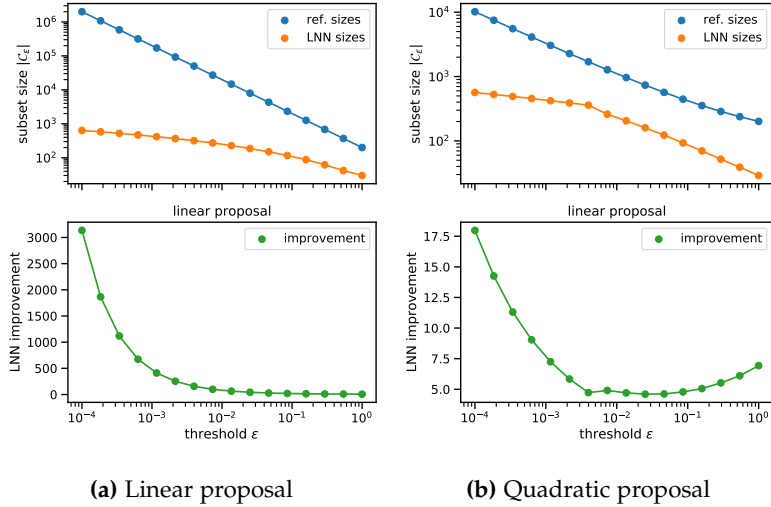 10⁶
10⁵
10⁴
10³
10²
subset size |𝒞_ε|
ref. sizes
LNN sizes
linear proposal
3000
2500
2000
1500
1000
500
0
LNN improvement
improvement
10⁻⁴ 10⁻³ 10⁻² 10⁻¹ 10⁰
threshold ε
(a) Linear proposal
10⁴
10³
10²
subset size |𝒞_ε|
ref. sizes
LNN sizes
linear proposal
17.5
15.0
12.5
10.0
7.5
5.0
LNN improvement
improvement
10⁻⁴ 10⁻³ 10⁻² 10⁻¹ 10⁰
threshold ε
(b) Quadratic proposal